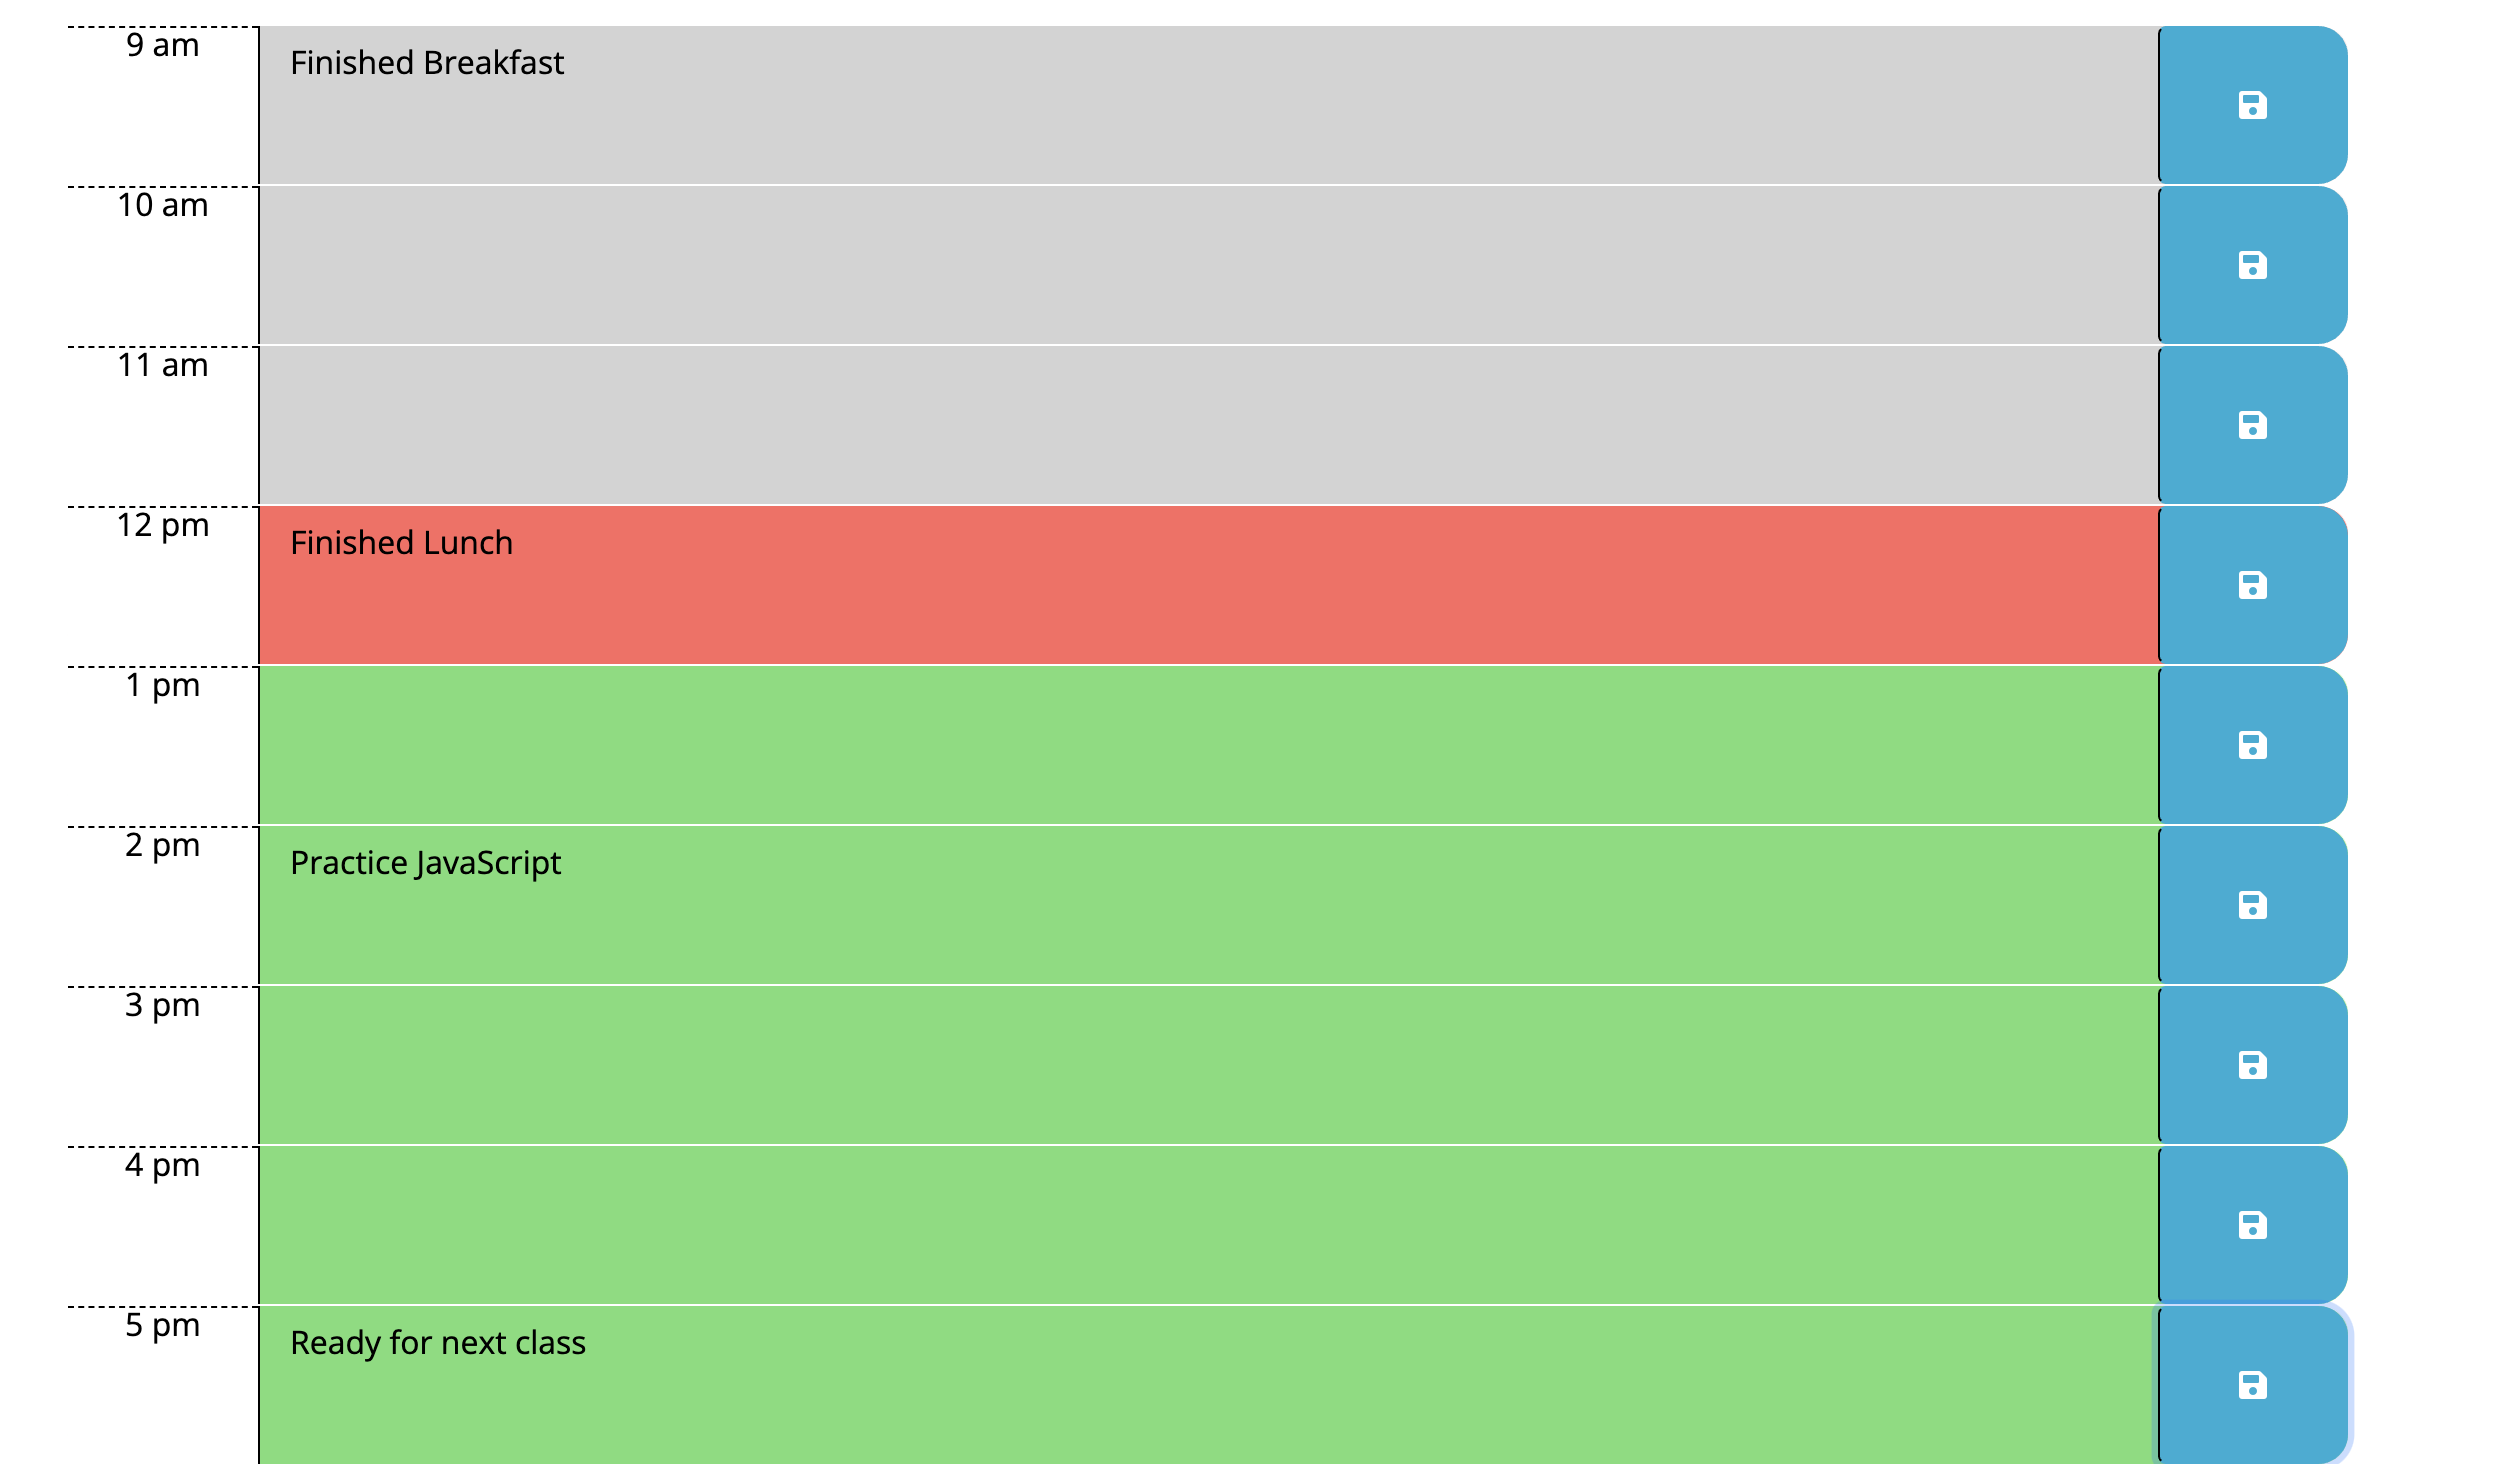 9 am
Finished Breakfast
10 am
11 am
12 pm
Finished Lunch
1 pm
2 pm
Practice JavaScript
3 pm
4 pm
5 pm
Ready for next class